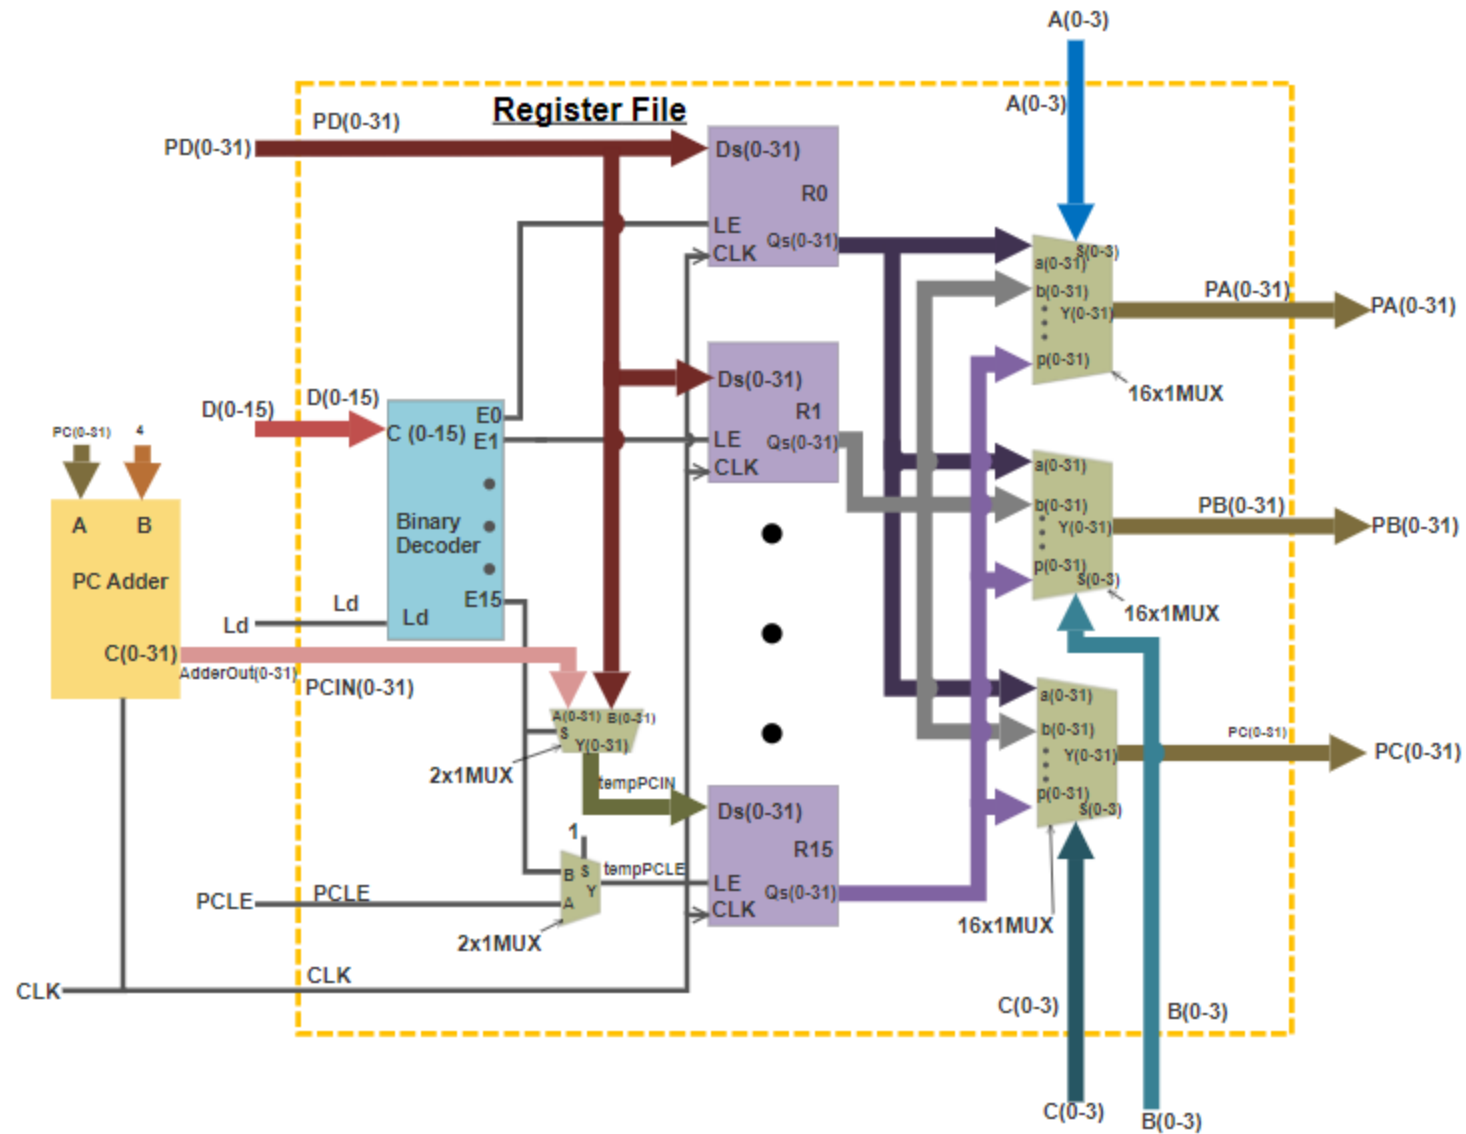 A(0-3)
A(0-3)
Register File
PD(0-31)
PD(0-31)
Ds(0-31)
R0
LE
Qs(0-31)
CLK
S(0-3)
a(0-31)
b(0-31)
Y(0-31)
p(0-31)
PA(0-31)
PA(0-31)
16x1MUX
D(0-15)
D(0-15)
C (0-15)
E0
E1
Binary
Decoder
E15
Ld
Ld
Ld
Ds(0-31)
R1
LE
Qs(0-31)
CLK
a(0-31)
b(0-31)
Y(0-31)
p(0-31)
S(0-3)
PB(0-31)
PB(0-31)
16x1MUX
PC(0-31)
4
A
B
PC Adder
C(0-31)
AdderOut(0-31)
PCIN(0-31)
A(0-31)
B(0-31)
S
Y(0-31)
2x1MUX
tempPCIN
a(0-31)
b(0-31)
Y(0-31)
p(0-31)
S(0-3)
PC(0-31)
PC(0-31)
16x1MUX
Ds(0-31)
R15
LE
Qs(0-31)
CLK
1
B
S
Y
A
tempPCLE
PCLE
PCLE
2x1MUX
CLK
CLK
C(0-3)
B(0-3)
C(0-3)
B(0-3)